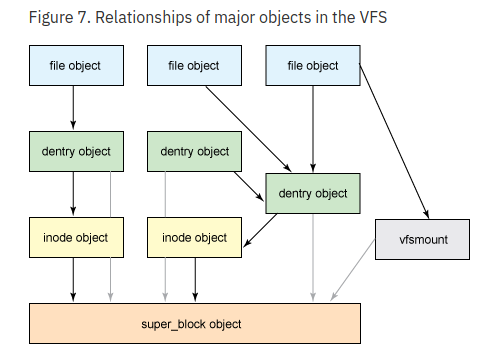 Figure 7. Relationships of major objects in the VFS
file object
file object
file object
dentry object
dentry object
dentry object
inode object
inode object
vfsmount
super_block object